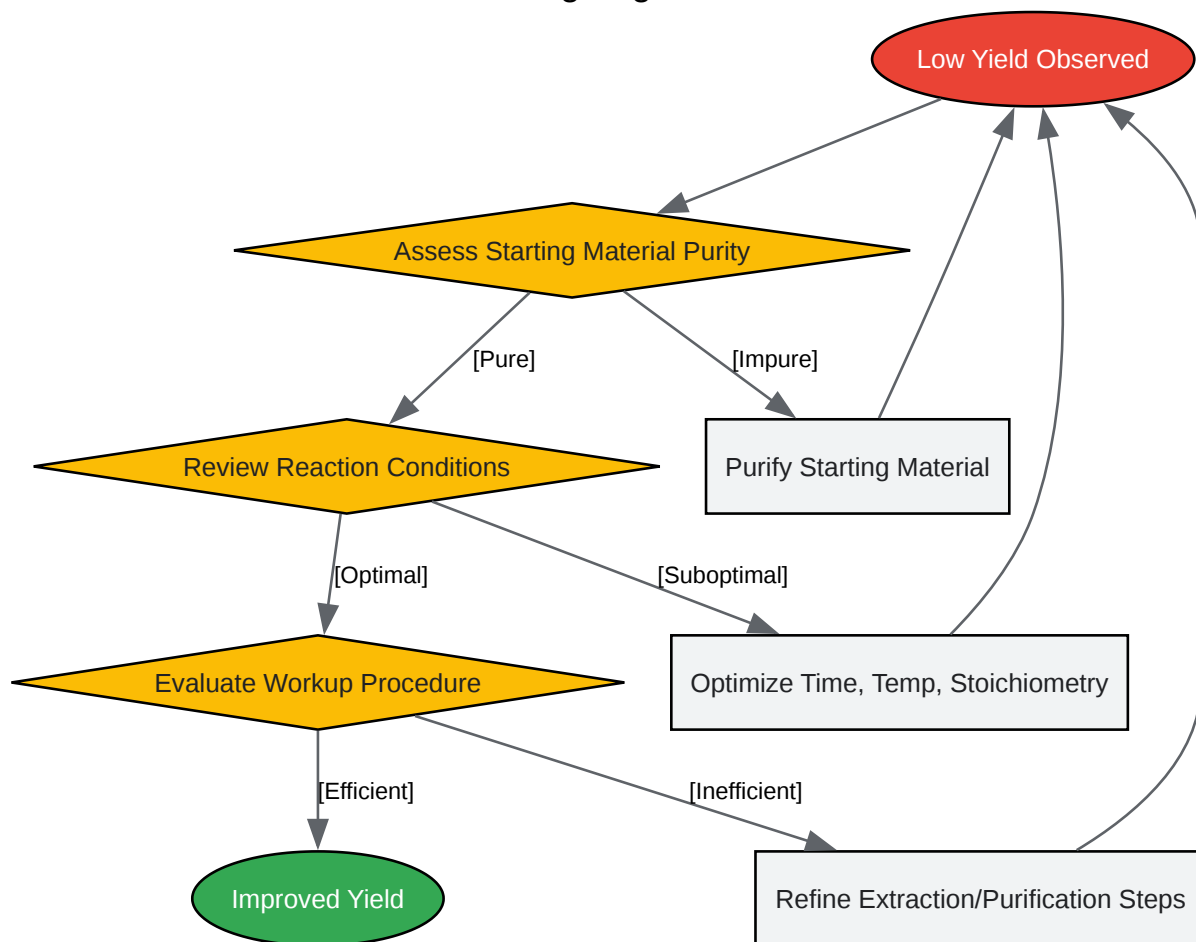 Low Yield Observed
Assess Starting Material Purity
[Pure]
[Impure]
Review Reaction Conditions
Purify Starting Material
[Optimal]
[Suboptimal]
Evaluate Workup Procedure
Optimize Time, Temp, Stoichiometry
[Efficient]
[Inefficient]
Improved Yield
Refine Extraction/Purification Steps